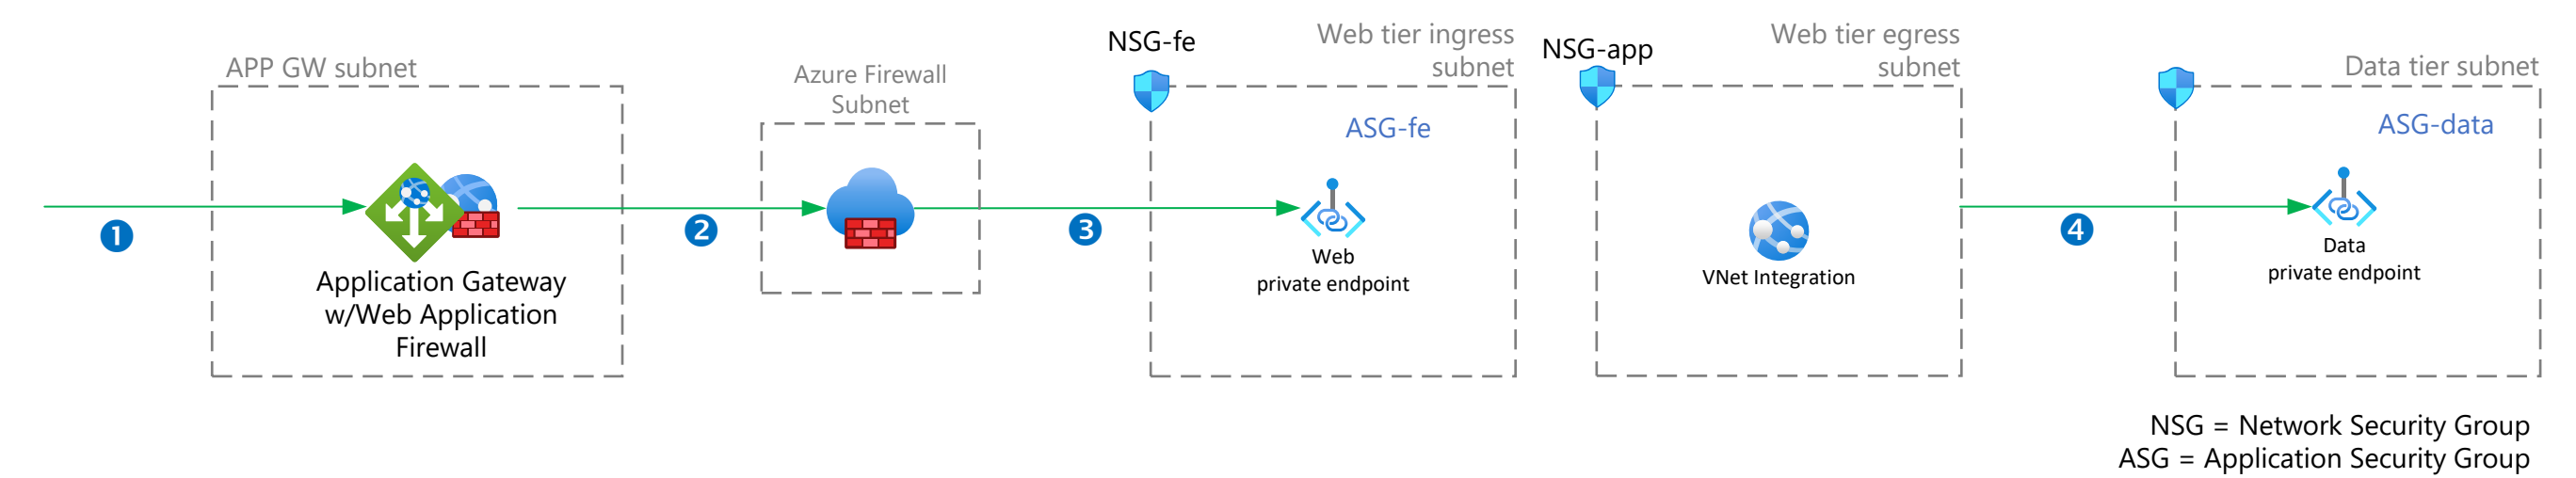 APP GW subnet
1
Application Gateway
w/Web Application
Firewall
2
Azure Firewall
Subnet
3
NSG-fe
Web tier ingress
subnet
ASG-fe
Web
private endpoint
NSG-app
Web tier egress
subnet
VNet Integration
4
Data tier subnet
ASG-data
Data
private endpoint
NSG = Network Security Group
ASG = Application Security Group